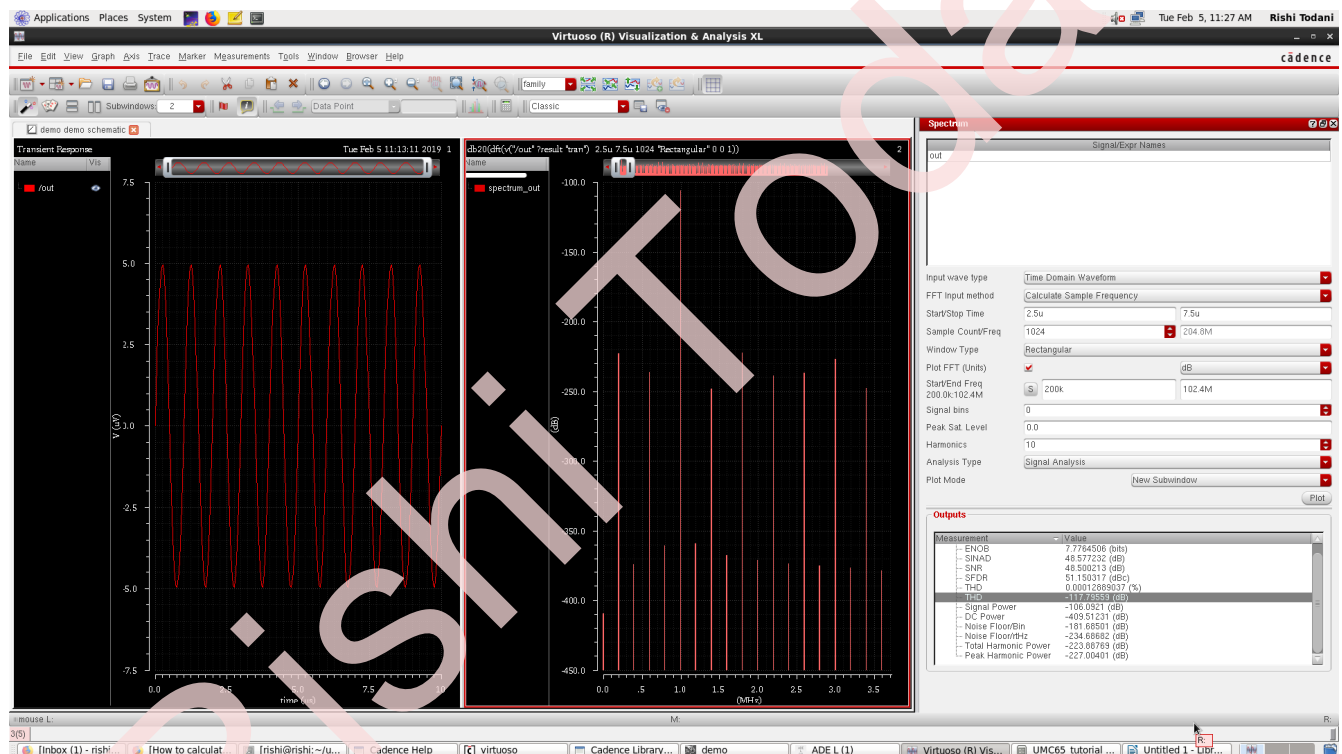 Applications Places System Tue Feb 5, 11:27 AM Rishi Todani
Virtuoso (R) Visualization & Analysis XL
File Edit View Graph Axis Trace Marker Measurements Tools Window Browser Help cādence
family
Subwindows: 2 Data Point Classic
demo demo schematic
Transient Response Tue Feb 5 11:13:11 2019 1
Name Vis
/out
7.5
5.0
2.5
0.0
-2.5
-5.0
-7.5
V (uV)
0.0 2.5 5.0 7.5 10
time (us)
db20(dft(v("/out" ?result "tran") 2.5u 7.5u 1024 "Rectangular" 0 0 1)) 2
Name
spectrum_out
-100.0
-150.0
-200.0
-250.0
-300.0
-350.0
-400.0
-450.0
(dB)
0.0 .5 1.0 1.5 2.0 2.5 3.0 3.5
(MHz)
Spectrum
Signal/Expr Names
out
Input wave type Time Domain Waveform
FFT Input method Calculate Sample Frequency
Start/Stop Time 2.5u 7.5u
Sample Count/Freq 1024 204.8M
Window Type Rectangular
Plot FFT (Units) dB
Start/End Freq
200.0k:102.4M S 200k 102.4M
Signal bins 0
Peak Sat. Level 0.0
Harmonics 10
Analysis Type Signal Analysis
Plot Mode New Subwindow
Plot
Outputs
Measurement Value
ENOB 7.7764506 (bits)
SINAD 48.577232 (dB)
SNR 48.500213 (dB)
SFDR 51.150317 (dBc)
THD 0.00012889037 (%)
THD -117.79559 (dB)
Signal Power -106.0921 (dB)
DC Power -409.51231 (dB)
Noise Floor/Bin -181.68501 (dB)
Noise Floor/rtHz -234.68682 (dB)
Total Harmonic Power -223.88769 (dB)
Peak Harmonic Power -227.00401 (dB)
mouse L: M: R:
3(5)
R:
[Inbox (1) - rishi... [How to calculat... [rishi@rishi:~/u... Cadence Help virtuoso Cadence Library... demo ADE L (1) Virtuoso (R) Vis... UMC65 tutorial ... Untitled 1 - Libr...
Rishi Toda